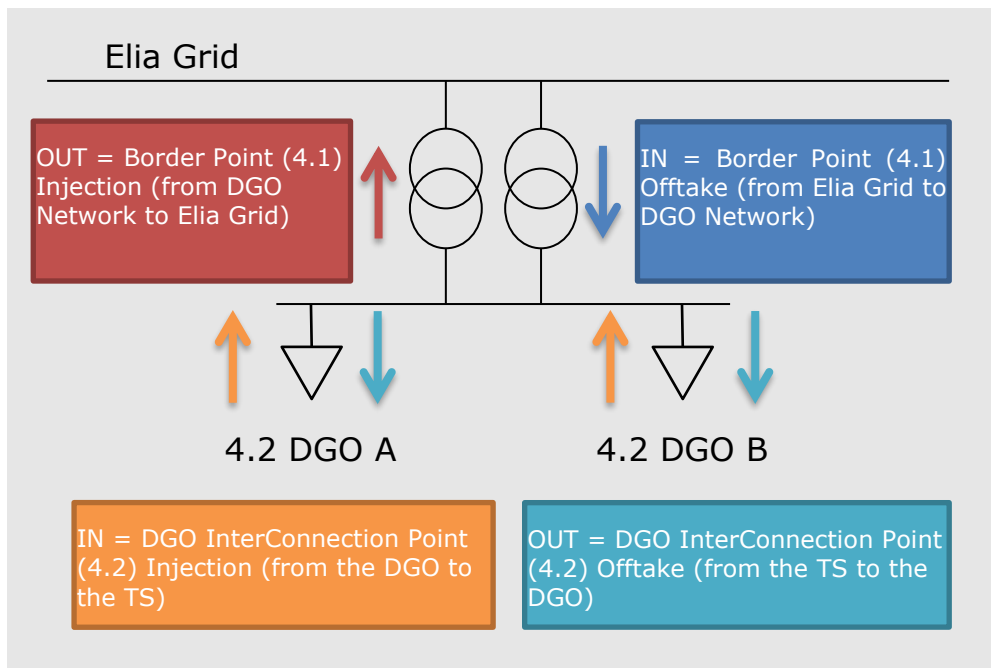 Elia Grid
OUT = Border Point (4.1)
Injection (from DGO
Network to Elia Grid)
IN = Border Point (4.1)
Offtake (from Elia Grid to
DGO Network)
4.2 DGO A
4.2 DGO B
IN = DGO InterConnection Point
(4.2) Injection (from the DGO to
the TS)
OUT = DGO InterConnection Point
(4.2) Offtake (from the TS to the
DGO)